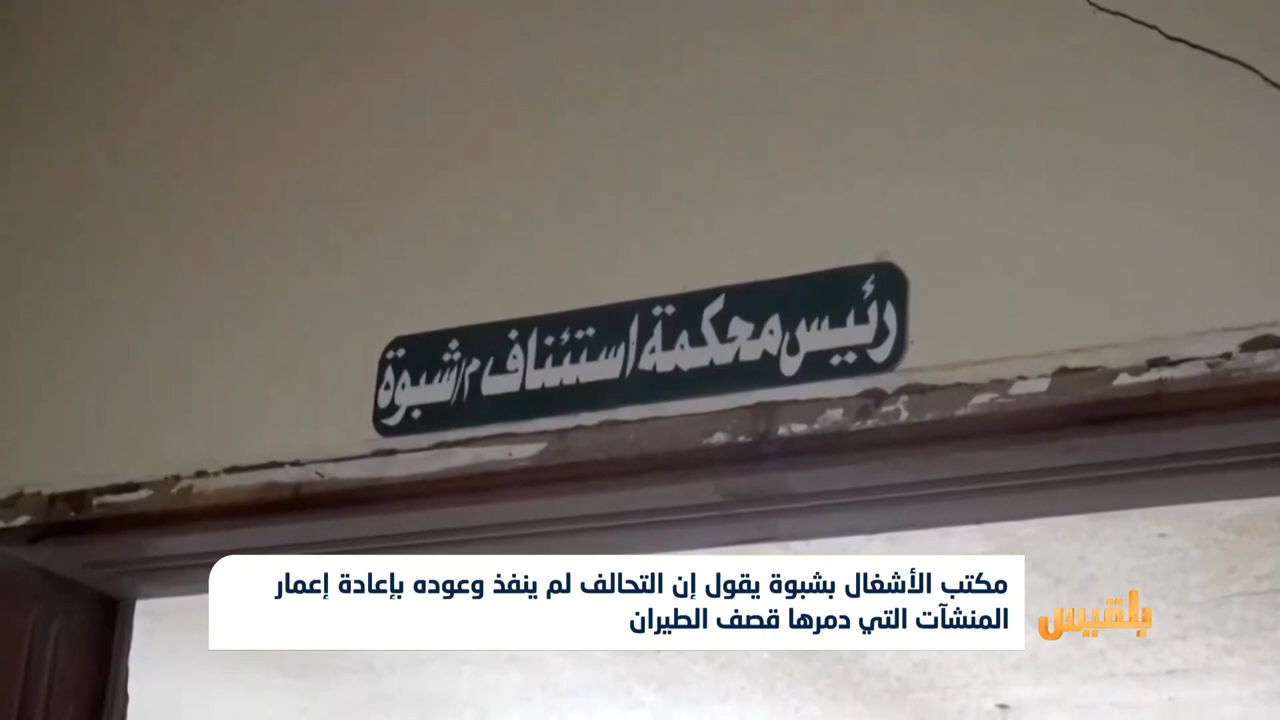 رئيس محكمة استئناف م/شبوة
مكتب الأشغال بشبوة يقول إن التحالف لم ينفذ وعوده بإعادة إعمار
المنشآت التي دمرها قصف الطيران
بلقيس